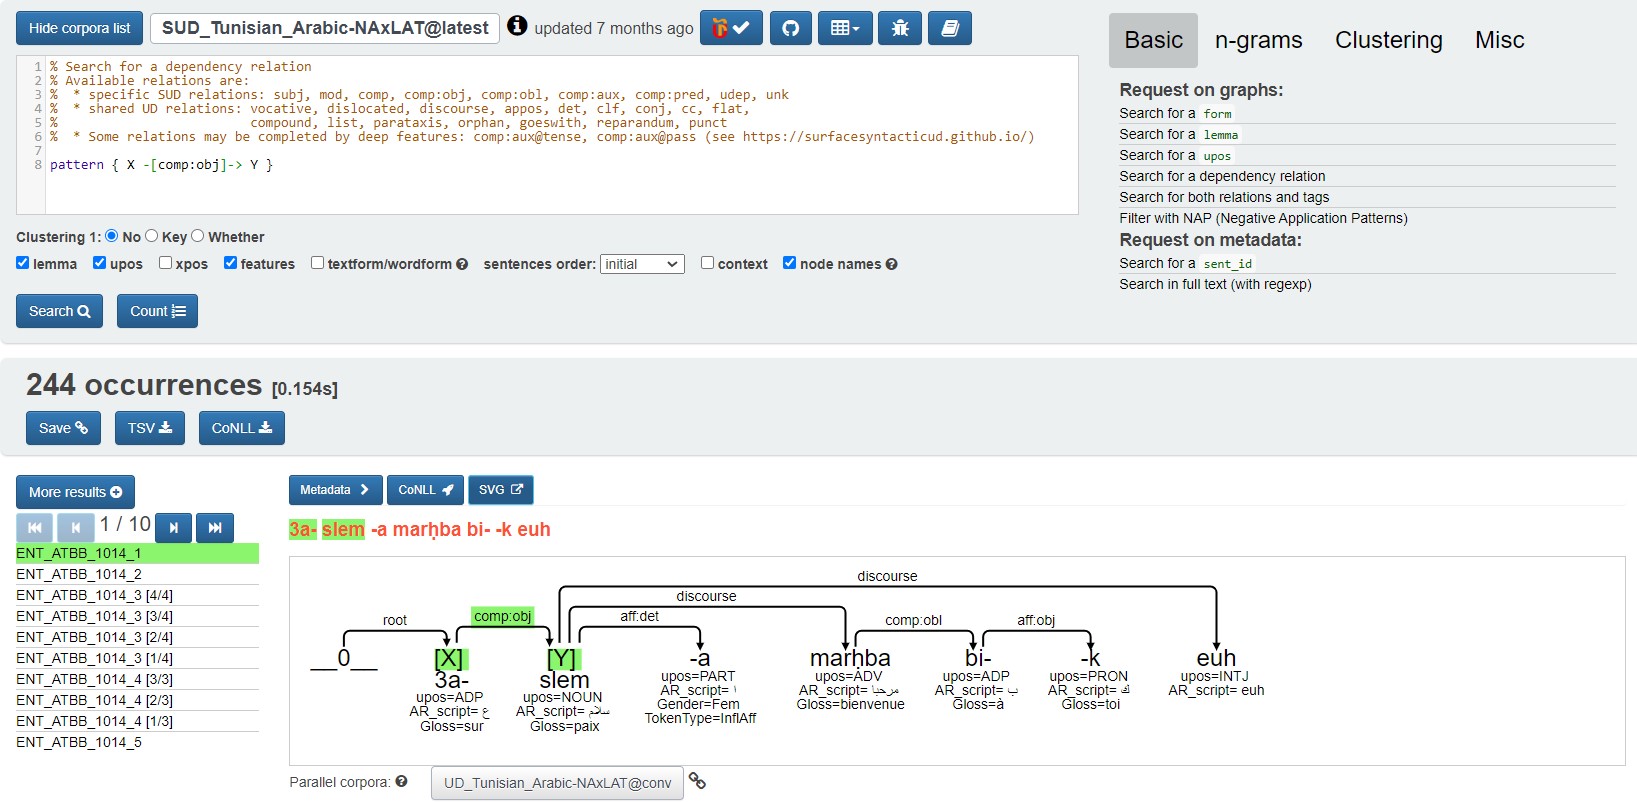 Hide corpora list SUD_Tunisian_Arabic-NAxLAT@latest updated 7 months ago
Basic n-grams Clustering Misc
1 % Search for a dependency relation
2 % Available relations are:
3 %  * specific SUD relations: subj, mod, comp, comp:obj, comp:obl, comp:aux, comp:pred, udep, unk
4 %  * shared UD relations: vocative, dislocated, discourse, appos, det, clf, conj, cc, flat,
5 %                         compound, list, parataxis, orphan, goeswith, reparandum, punct
6 %  * Some relations may be completed by deep features: comp:aux@tense, comp:aux@pass (see https://surfacesyntacticud.github.io/)
7
8 pattern { X -[comp:obj]-> Y }
Request on graphs:
Search for a form
Search for a lemma
Search for a upos
Search for a dependency relation
Search for both relations and tags
Filter with NAP (Negative Application Patterns)
Request on metadata:
Search for a sent_id
Search in full text (with regexp)
Clustering 1: No Key Whether
lemma upos xpos features textform/wordform sentences order: initial context node names
Search Count
244 occurrences [0.154s]
Save TSV CoNLL
More results
1 / 10
ENT_ATBB_1014_1
ENT_ATBB_1014_2
ENT_ATBB_1014_3 [4/4]
ENT_ATBB_1014_3 [3/4]
ENT_ATBB_1014_3 [2/4]
ENT_ATBB_1014_3 [1/4]
ENT_ATBB_1014_4 [3/3]
ENT_ATBB_1014_4 [2/3]
ENT_ATBB_1014_4 [1/3]
ENT_ATBB_1014_5
Metadata CoNLL SVG
3a- slem -a marḥba bi- -k euh
discourse
discourse
root comp:obj aff:det comp:obl aff:obj
__0__ [X] [Y] -a marḥba bi- -k euh
3a- slem
upos=ADP upos=NOUN upos=PART upos=ADV upos=ADP upos=PRON upos=INTJ
AR_script= ع AR_script= سلام AR_script= ا AR_script= مرحبا AR_script= ب AR_script= ك AR_script= euh
Gloss=sur Gloss=paix Gender=Fem Gloss=bienvenue Gloss=à Gloss=toi
TokenType=InflAff
Parallel corpora: UD_Tunisian_Arabic-NAxLAT@conv